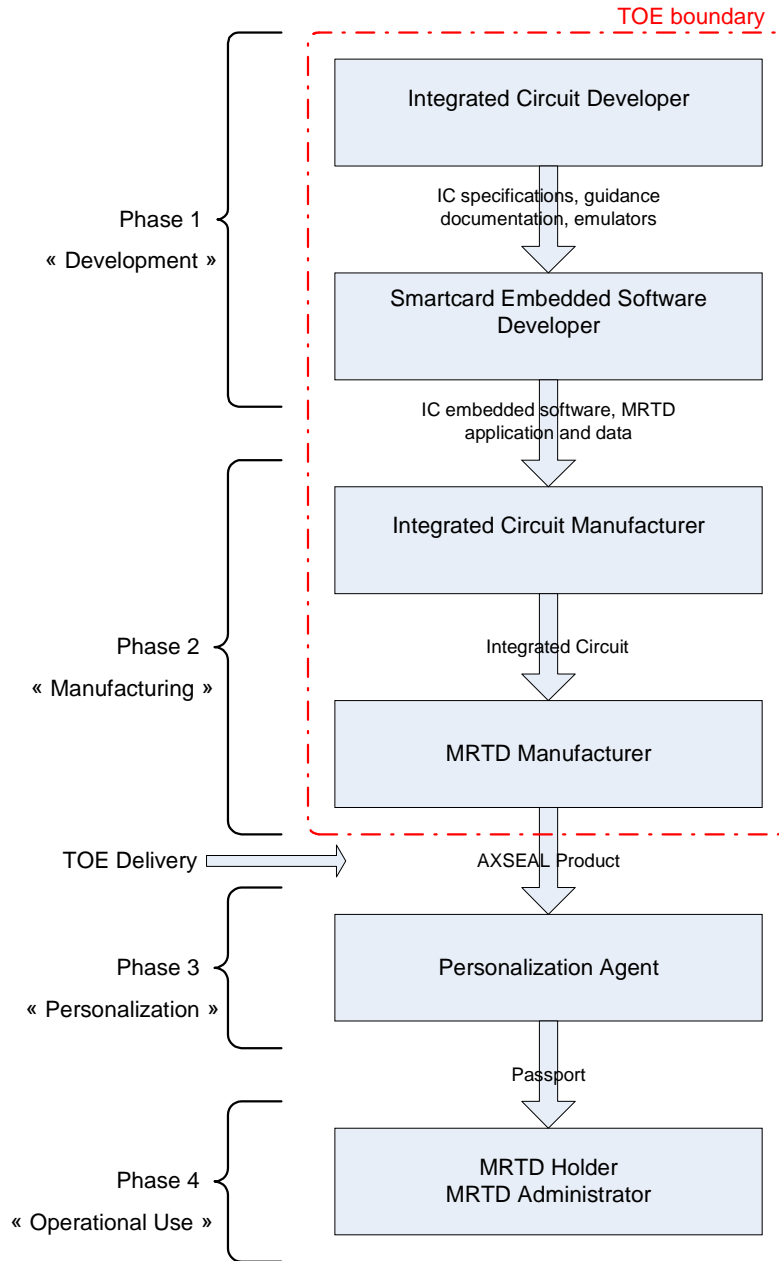 TOE boundary
Integrated Circuit Developer
IC specifications, guidance
documentation, emulators
Phase 1
« Development »
Smartcard Embedded Software
Developer
IC embedded software, MRTD
application and data
Integrated Circuit Manufacturer
Phase 2
« Manufacturing »
Integrated Circuit
MRTD Manufacturer
TOE Delivery
AXSEAL Product
Phase 3
« Personalization »
Personalization Agent
Passport
Phase 4
« Operational Use »
MRTD Holder
MRTD Administrator